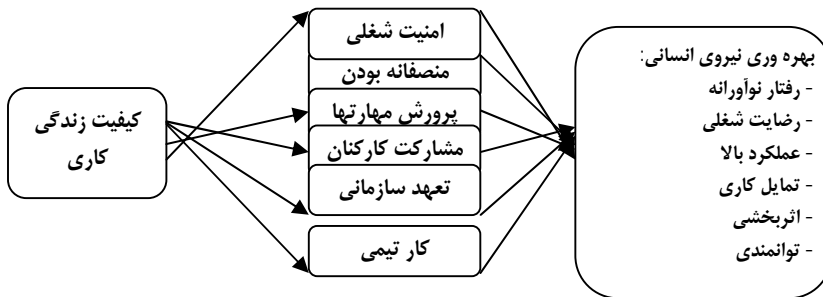 کیفیت زندگی
کاری
امنیت شغلی
منصفانه بودن
پرورش مهارتها
مشارکت کارکنان
تعهد سازمانی
کار تیمی
بهره وری نیروی انسانی:
- رفتار نوآورانه
- رضایت شغلی
- عملکرد بالا
- تمایل کاری
- اثربخشی
- توانمندی